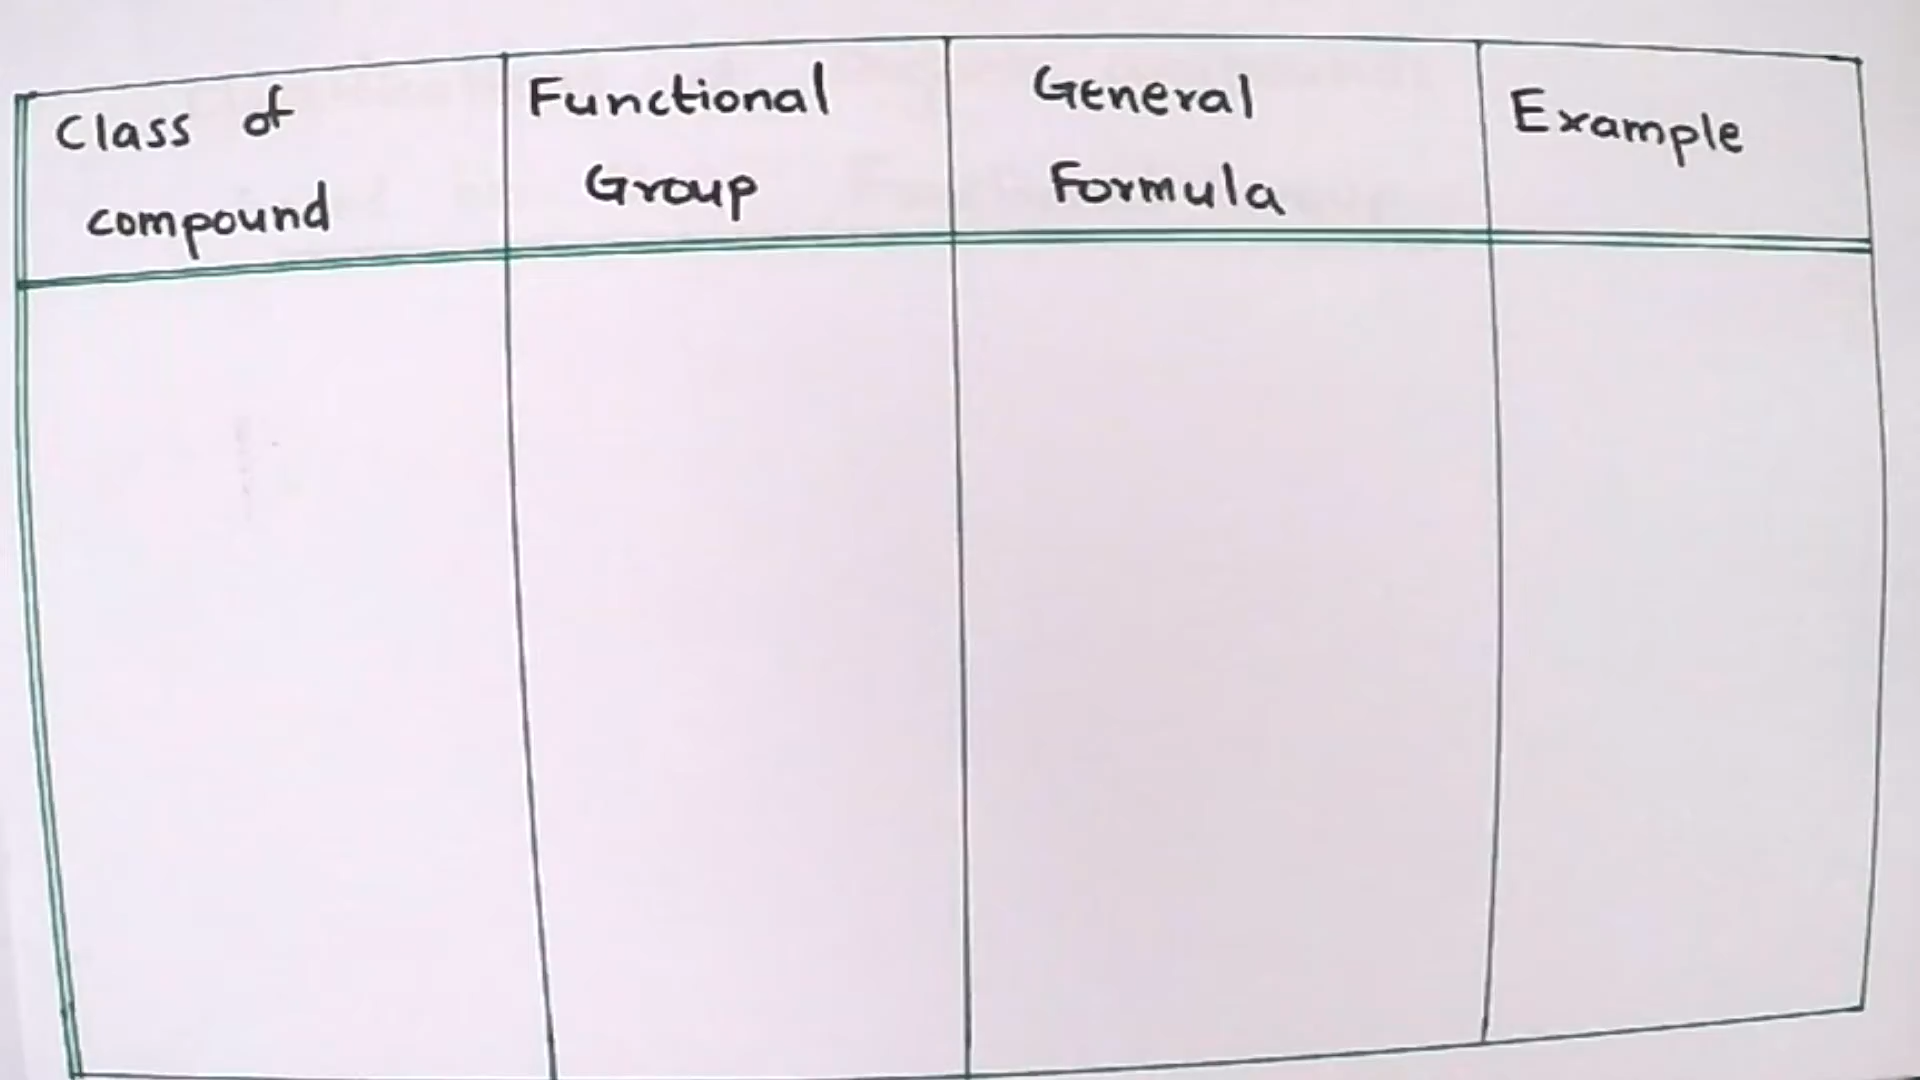 Class of
compound
Functional
Group
General
Formula
Example